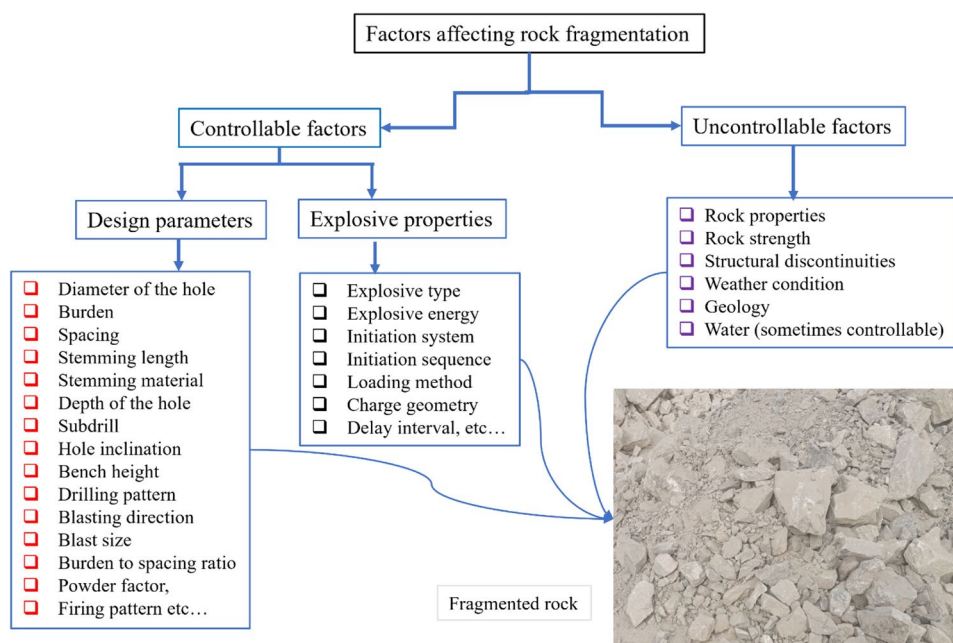 Factors affecting rock fragmentation
Controllable factors
Uncontrollable factors
Design parameters
Explosive properties
Rock properties
Rock strength
Structural discontinuities
Weather condition
Geology
Water (sometimes controllable)
Diameter of the hole
Burden
Spacing
Stemming length
Stemming material
Depth of the hole
Subdrill
Hole inclination
Bench height
Drilling pattern
Blasting direction
Blast size
Burden to spacing ratio
Powder factor,
Firing pattern etc…
Explosive type
Explosive energy
Initiation system
Initiation sequence
Loading method
Charge geometry
Delay interval, etc…
Fragmented rock